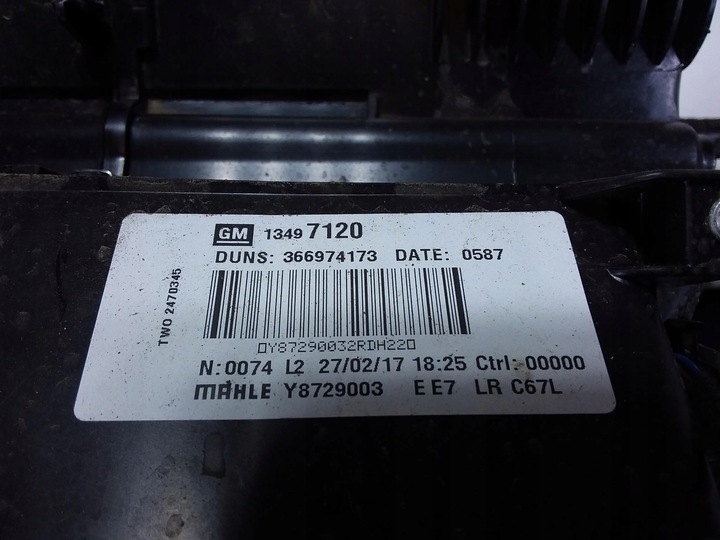 GM 1349 7120
DUNS: 366974173 DATE: 0587
TWO 2470345
▯Y87290032RDH22▯
N:0074 L2 27/02/17 18:25 Ctrl: 00000
MAHLE Y8729003 E E7 LR C67L